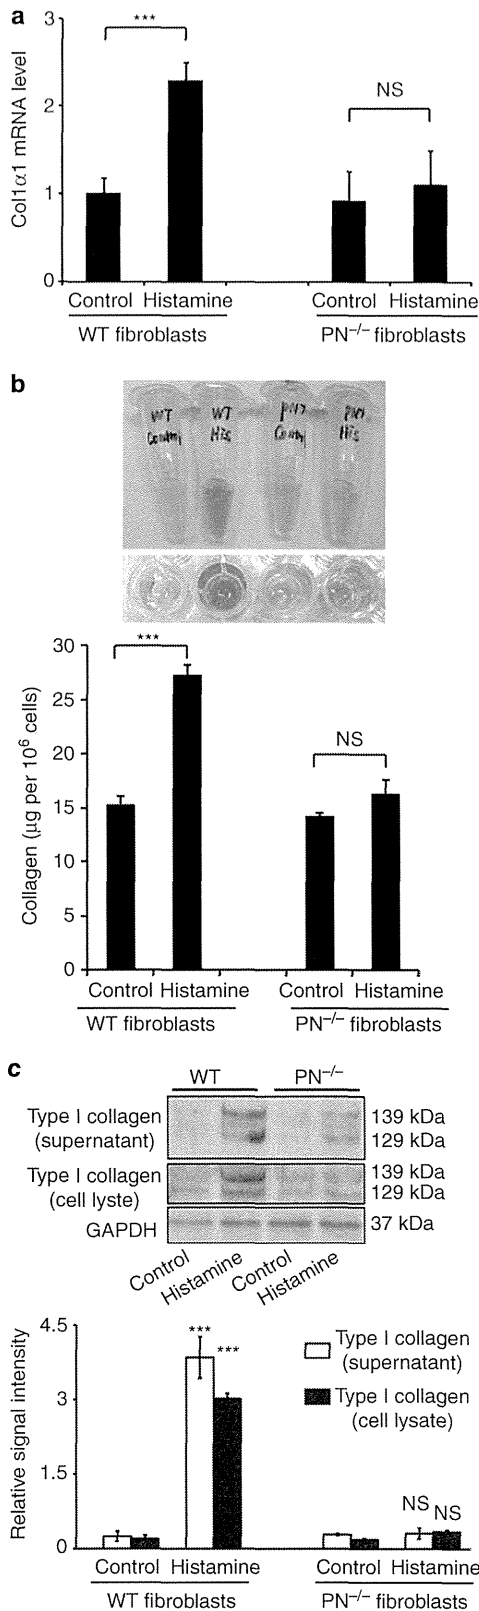 a
Col1α1 mRNA level
3
2
1
0
***
NS
Control Histamine Control Histamine
WT fibroblasts PN–/– fibroblasts
b
WT WT PN17 PN1
Control His Control His
Collagen (µg per 10⁶ cells)
30
25
20
15
10
5
0
***
NS
Control Histamine Control Histamine
WT fibroblasts PN–/– fibroblasts
c
WT PN–/–
Type I collagen
(supernatant)
139 kDa
129 kDa
Type I collagen
(cell lyste)
139 kDa
129 kDa
GAPDH 37 kDa
Control Histamine Control Histamine
Relative signal intensity
4.5
3
1.5
0
*** ***
Type I collagen
(supernatant)
Type I collagen
(cell lysate)
NS NS
Control Histamine Control Histamine
WT fibroblasts PN–/– fibroblasts